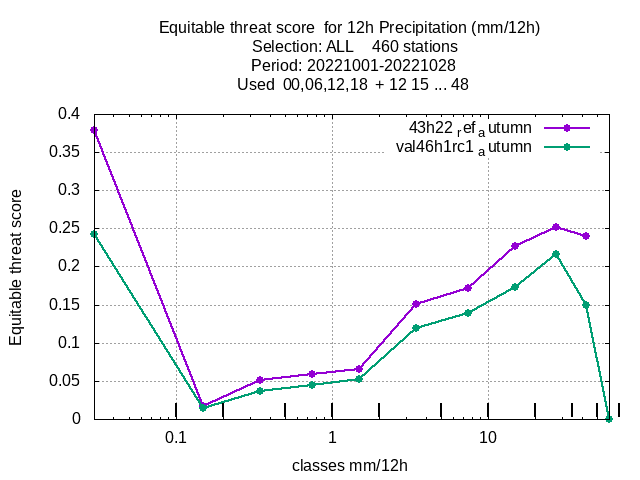 Equitable threat score  for 12h Precipitation (mm/12h)
Selection: ALL    460 stations
Period: 20221001-20221028
Used  00,06,12,18  + 12 15 ... 48
43h22ref autumn
val46h1rc1 autumn
0.4
0.35
0.3
0.25
0.2
0.15
0.1
0.05
0
Equitable threat score
0.1 1 10
classes mm/12h